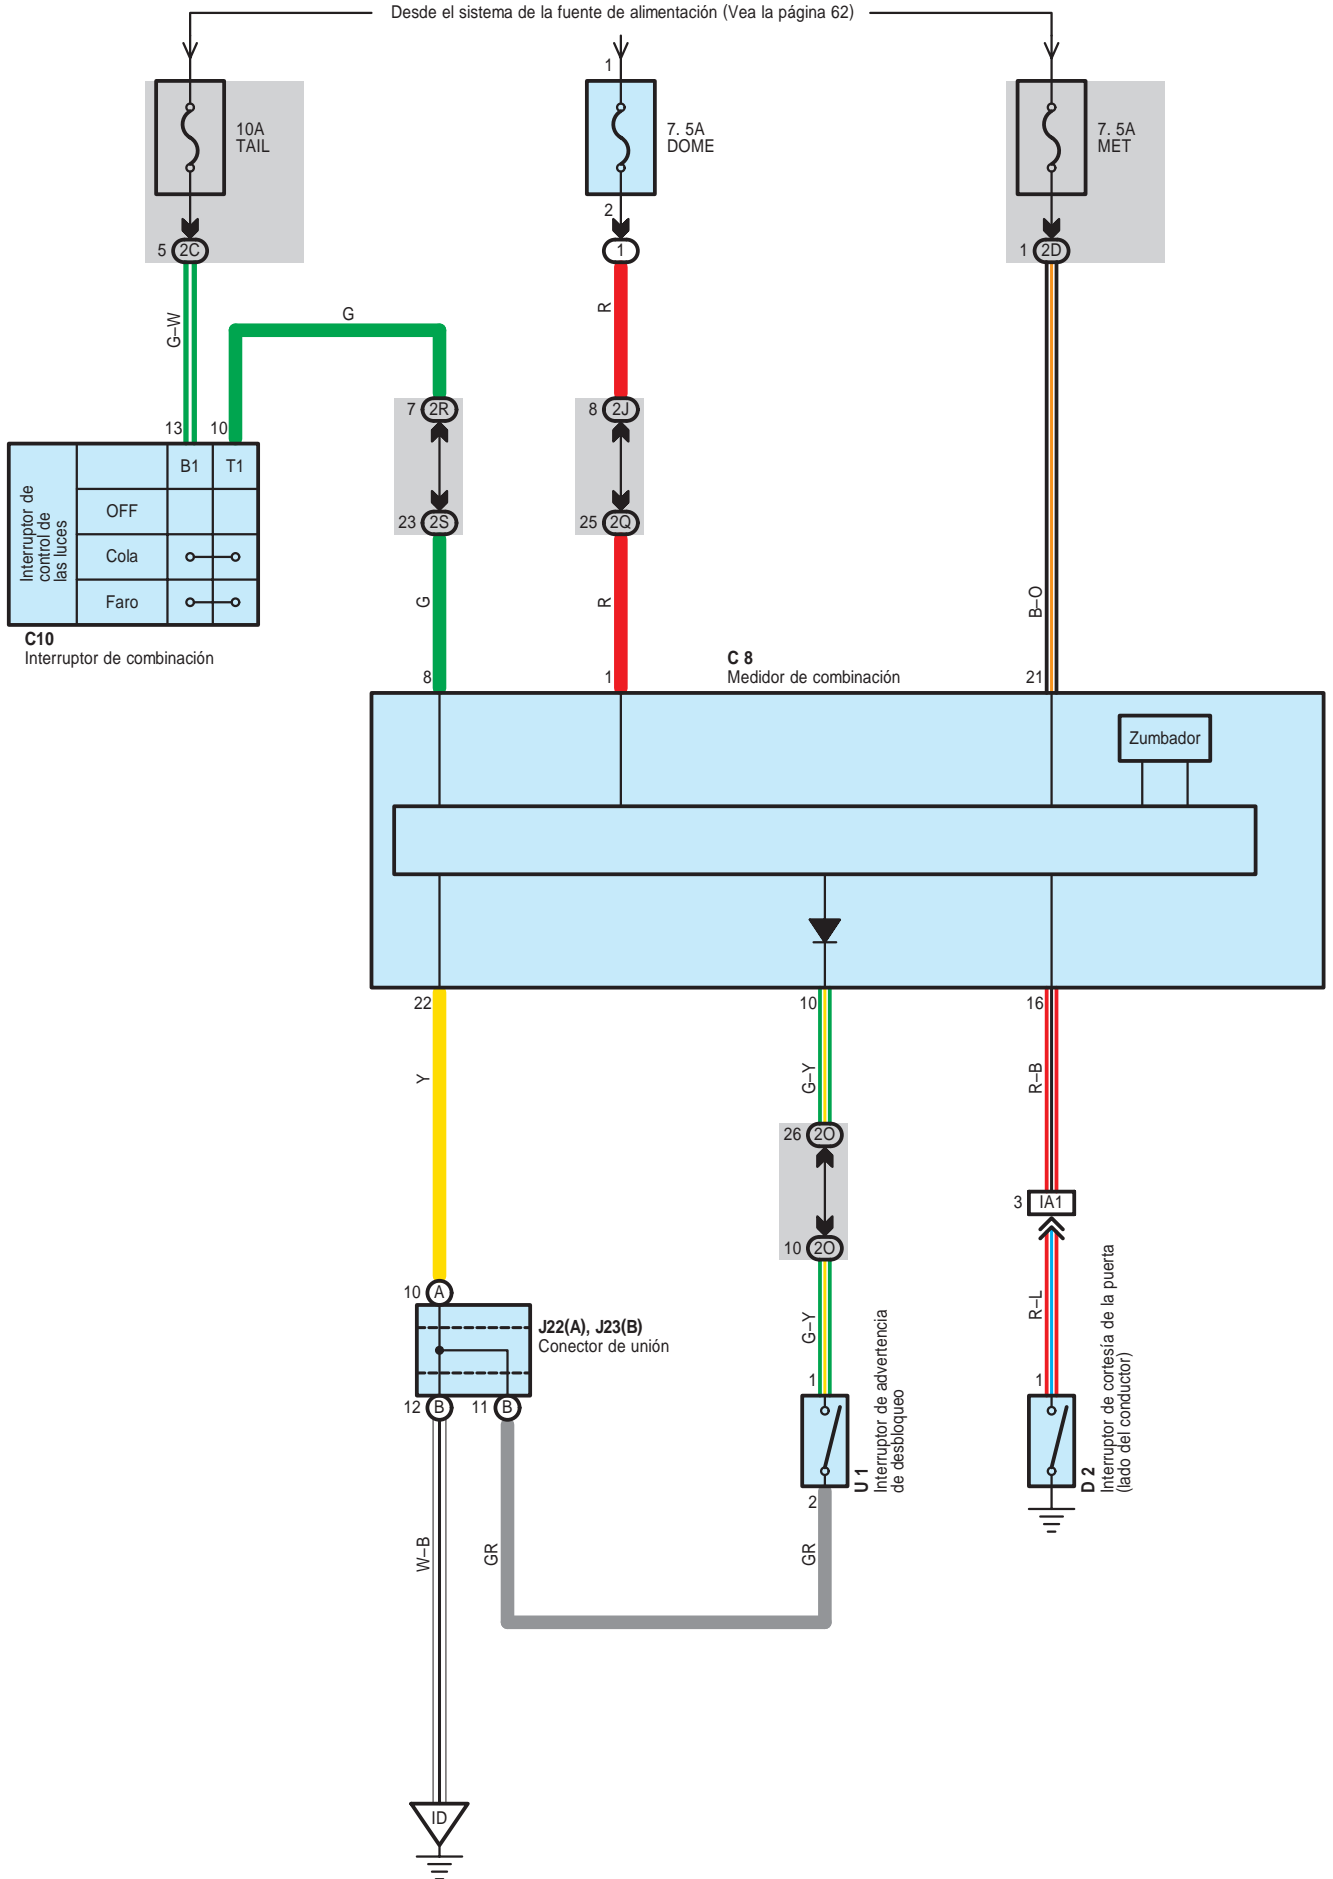 Desde el sistema de la fuente de alimentación (Vea la página 62)
1
10A
TAIL
7. 5A
DOME
7. 5A
MET
2
5 2C
1
1 2D
G–W
G
R
7 2R
8 2J
13
10
B1
T1
OFF
Cola
Faro
Interruptor de
control de
las luces
23 2S
25 2Q
G
R
B–O
C10
Interruptor de combinación
8
1
C 8
Medidor de combinación
21
Zumbador
22
10
16
Y
G–Y
R–B
26 2O
3 IA1
10 2O
10 A
J22(A), J23(B)
Conector de unión
G–Y
R–L
1
1
12 B
11 B
U 1
Interruptor de advertencia
de desbloqueo
D 2
Interruptor de cortesía de la puerta
(lado del conductor)
2
W–B
GR
GR
ID